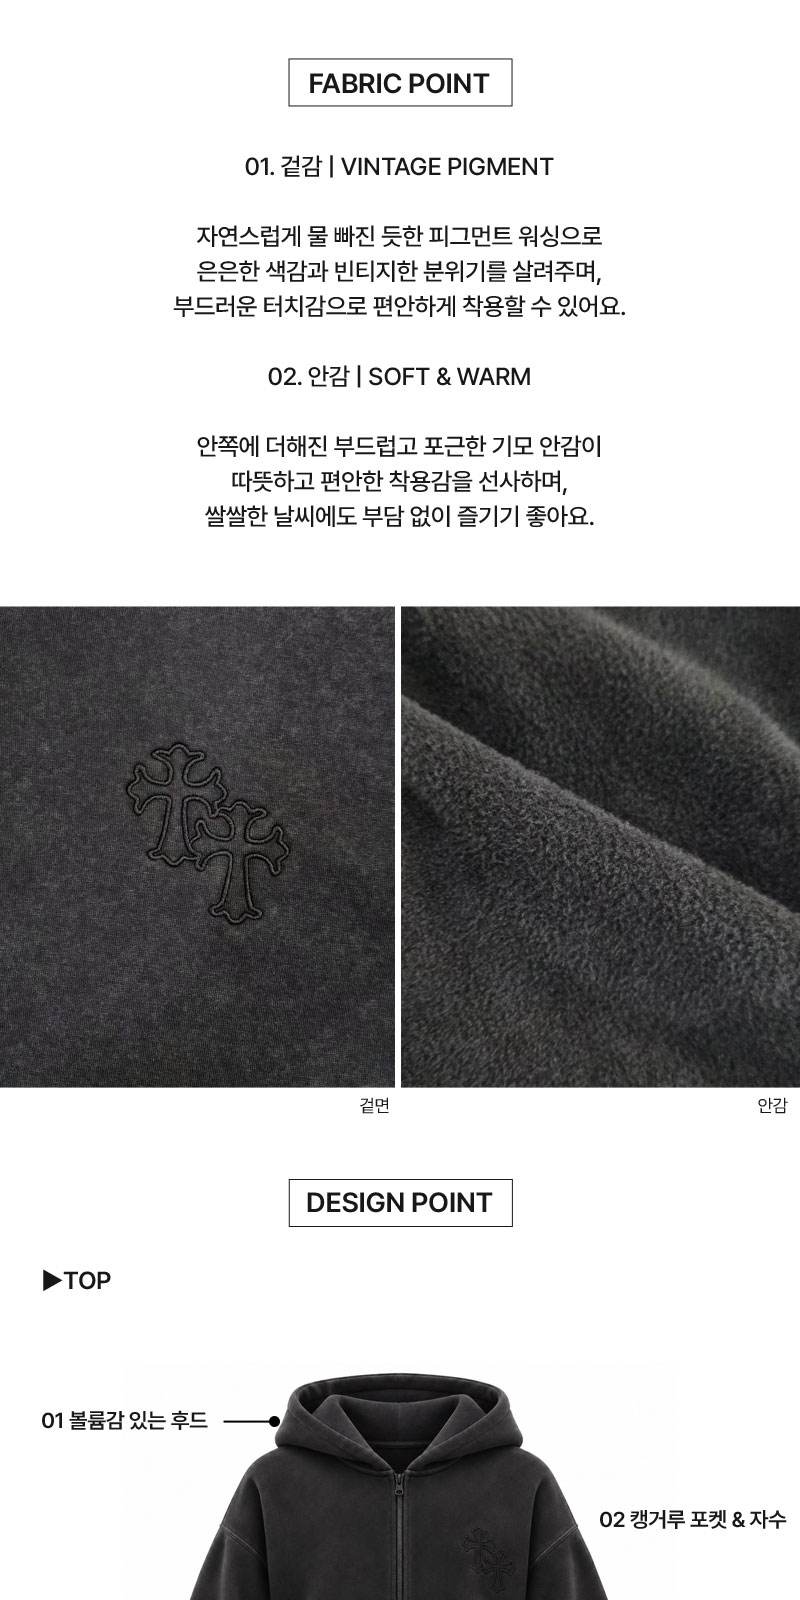 FABRIC POINT
01. 겉감 | VINTAGE PIGMENT
자연스럽게 물 빠진 듯한 피그먼트 워싱으로
은은한 색감과 빈티지한 분위기를 살려주며,
부드러운 터치감으로 편안하게 착용할 수 있어요.
02. 안감 | SOFT & WARM
안쪽에 더해진 부드럽고 포근한 기모 안감이
따뜻하고 편안한 착용감을 선사하며,
쌀쌀한 날씨에도 부담 없이 즐기기 좋아요.
겉면
안감
DESIGN POINT
▶TOP
01 볼륨감 있는 후드
02 캥거루 포켓 & 자수